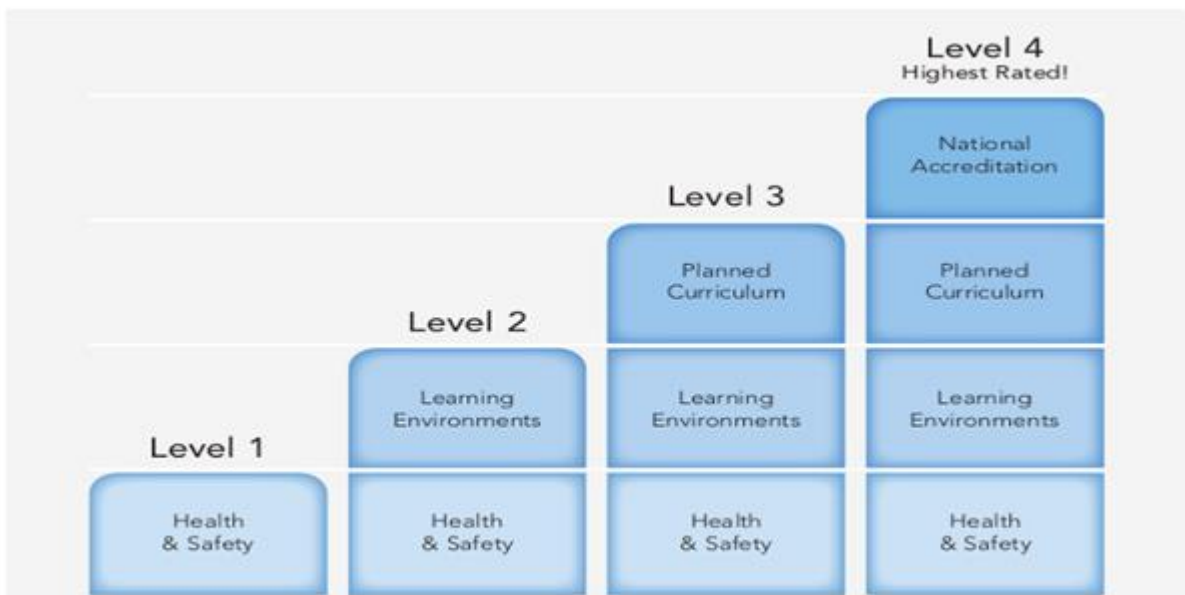 Level 4
Highest Rated!
National
Accreditation
Level 3
Planned
Curriculum
Planned
Curriculum
Level 2
Learning
Environments
Learning
Environments
Learning
Environments
Level 1
Health
& Safety
Health
& Safety
Health
& Safety
Health
& Safety